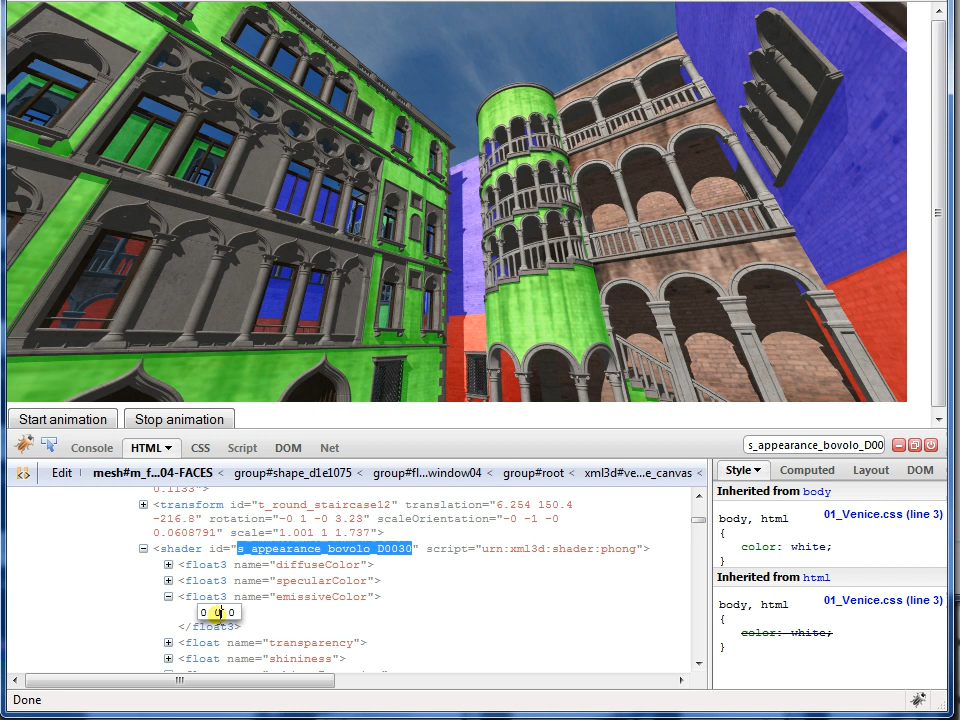 Start animation
Stop animation
Console HTML CSS Script DOM Net
s_appearance_bovolo_D00
Edit mesh#m_f...04-FACES < group#shape_d1e1075 < group#fl...window04 < group#root < xml3d#ve...e_canvas <
Style Computed Layout DOM
0.1133">
<transform id="t_round_staircase12" translation="6.254 150.4
-216.8" rotation="-0 1 -0 3.23" scaleOrientation="-0 -1 -0
0.0608791" scale="1.001 1 1.737">
<shader id="s_appearance_bovolo_D0030" script="urn:xml3d:shader:phong">
<float3 name="diffuseColor">
<float3 name="specularColor">
<float3 name="emissiveColor">
0 0 0
</float3>
<float name="transparency">
<float name="shininess">
Inherited from body
01_Venice.css (line 3)
body, html
{
color: white;
}
Inherited from html
01_Venice.css (line 3)
body, html
{
color: white;
}
Done